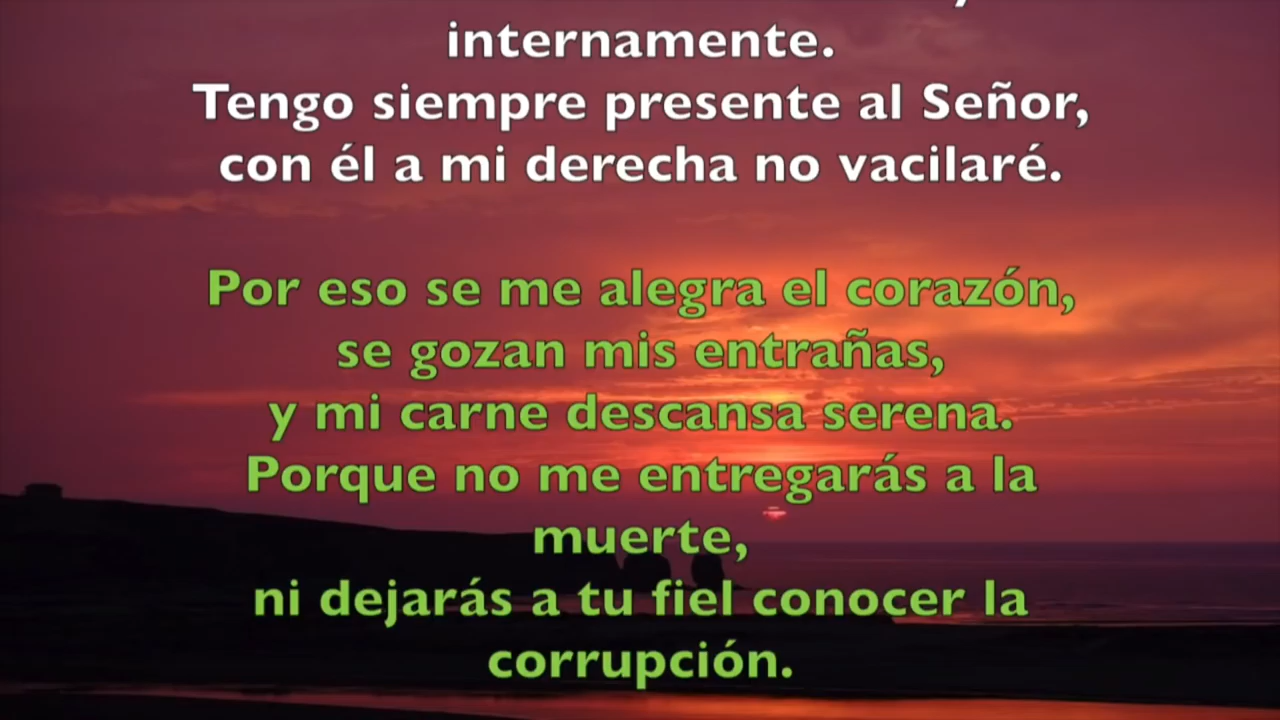 internamente.
Tengo siempre presente al Señor,
con él a mi derecha no vacilaré.
Por eso se me alegra el corazón,
se gozan mis entrañas,
y mi carne descansa serena.
Porque no me entregarás a la
muerte,
ni dejarás a tu fiel conocer la
corrupción.